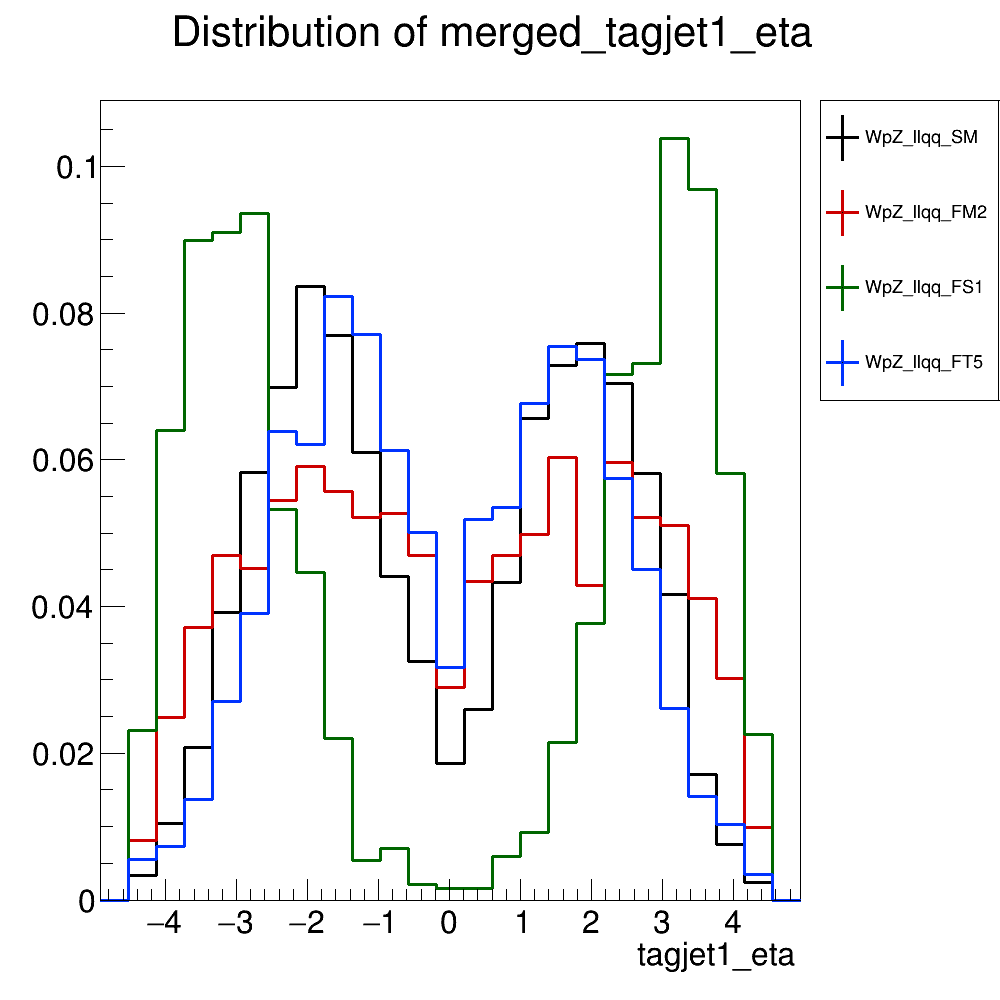 Distribution of merged_tagjet1_eta
WpZ_llqq_SM
WpZ_llqq_FM2
WpZ_llqq_FS1
WpZ_llqq_FT5
0.1
0.08
0.06
0.04
0.02
0
−4 −3 −2 −1 0 1 2 3 4
tagjet1_eta